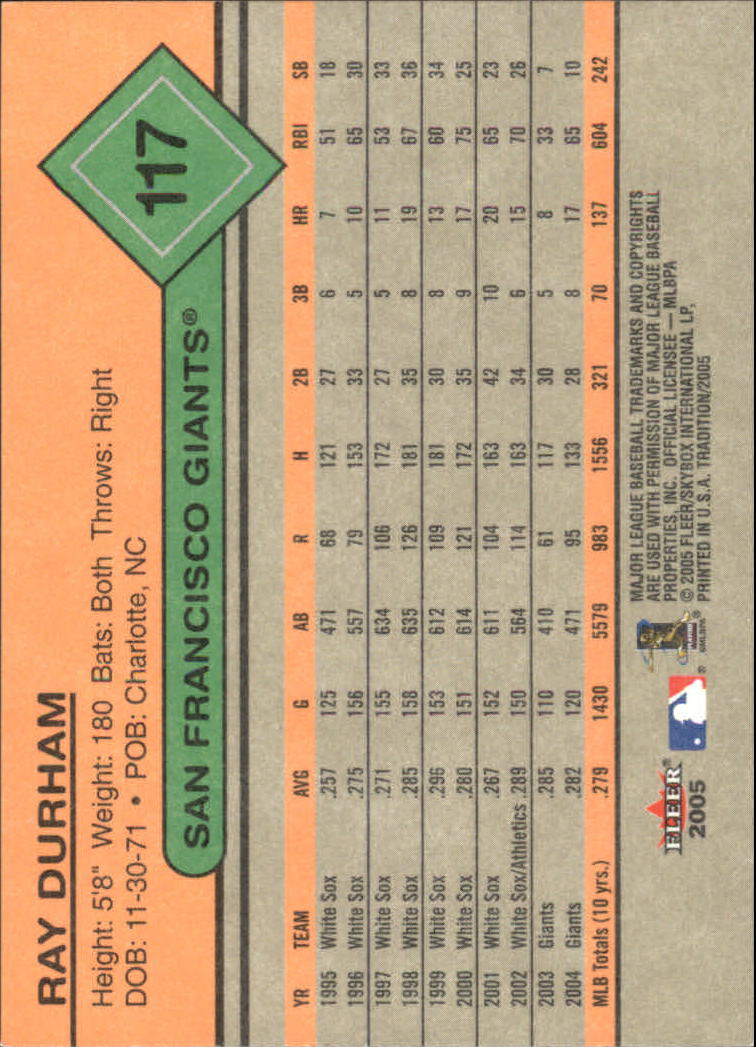 RAY DURHAM
Height: 5'8" Weight: 180 Bats: Both Throws: Right
DOB: 11-30-71 • POB: Charlotte, NC
117
SAN FRANCISCO GIANTS®
YR TEAM AVG G AB R H 2B 3B HR RBI SB
1995 White Sox .257 125 471 68 121 27 6 7 51 18
1996 White Sox .275 156 557 79 153 33 5 10 65 30
1997 White Sox .271 155 634 106 172 27 5 11 53 33
1998 White Sox .285 158 635 126 181 35 8 19 67 36
1999 White Sox .296 153 612 109 181 30 8 13 60 34
2000 White Sox .280 151 614 121 172 35 9 17 75 25
2001 White Sox .267 152 611 104 163 42 10 20 65 23
2002 White Sox/Athletics .289 150 564 114 163 34 6 15 70 26
2003 Giants .285 110 410 61 117 30 5 8 33 7
2004 Giants .282 120 471 95 133 28 8 17 65 10
MLB Totals (10 yrs.) .279 1430 5579 983 1556 321 70 137 604 242
FLEER®
2005
®
®
©MLBPA
MAJOR LEAGUE BASEBALL TRADEMARKS AND COPYRIGHTS
ARE USED WITH PERMISSION OF MAJOR LEAGUE BASEBALL
PROPERTIES, INC. OFFICIAL LICENSEE — MLBPA
© 2005 FLEER/SKYBOX INTERNATIONAL LP,
PRINTED IN U.S.A. TRADITION/2005